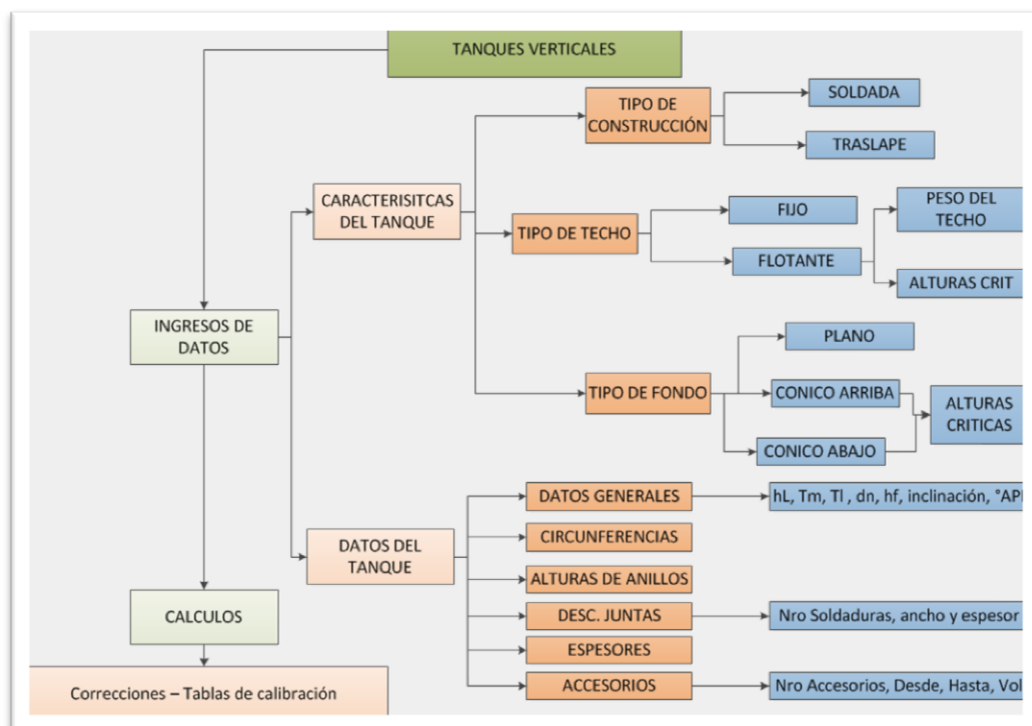 TANQUES VERTICALES
TIPO DE
CONSTRUCCIÓN
SOLDADA
TRASLAPE
CARACTERISITCAS
DEL TANQUE
TIPO DE TECHO
FIJO
FLOTANTE
PESO DEL
TECHO
ALTURAS CRIT
INGRESOS DE
DATOS
TIPO DE FONDO
PLANO
CONICO ARRIBA
CONICO ABAJO
ALTURAS
CRITICAS
DATOS DEL
TANQUE
DATOS GENERALES
hL, Tm, Tl , dn, hf, inclinación, °API
CIRCUNFERENCIAS
ALTURAS DE ANILLOS
DESC. JUNTAS
Nro Soldaduras, ancho y espesor
ESPESORES
ACCESORIOS
Nro Accesorios, Desde, Hasta, Vol
CALCULOS
Correcciones – Tablas de calibración